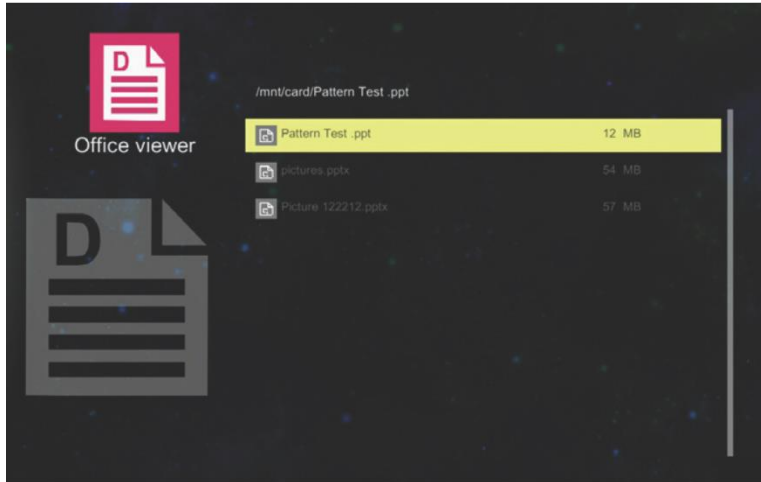 D
Office viewer
/mnt/card/Pattern Test .ppt
Pattern Test .ppt 12 MB
pictures.pptx 54 MB
Picture 122212.pptx 57 MB
D